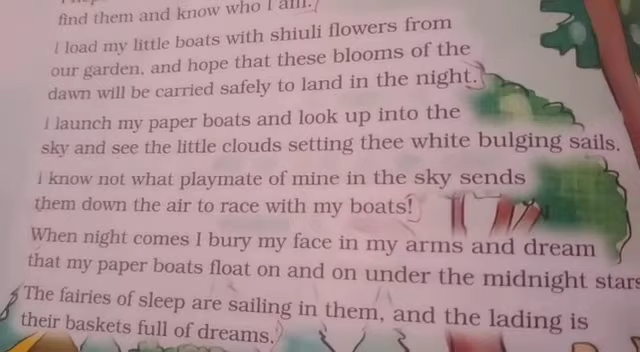 find them and know who I am.
I load my little boats with shiuli flowers from
our garden, and hope that these blooms of the
dawn will be carried safely to land in the night.
I launch my paper boats and look up into the
sky and see the little clouds setting thee white bulging sails.
I know not what playmate of mine in the sky sends
them down the air to race with my boats!
When night comes I bury my face in my arms and dream
that my paper boats float on and on under the midnight stars
The fairies of sleep are sailing in them, and the lading is
their baskets full of dreams.